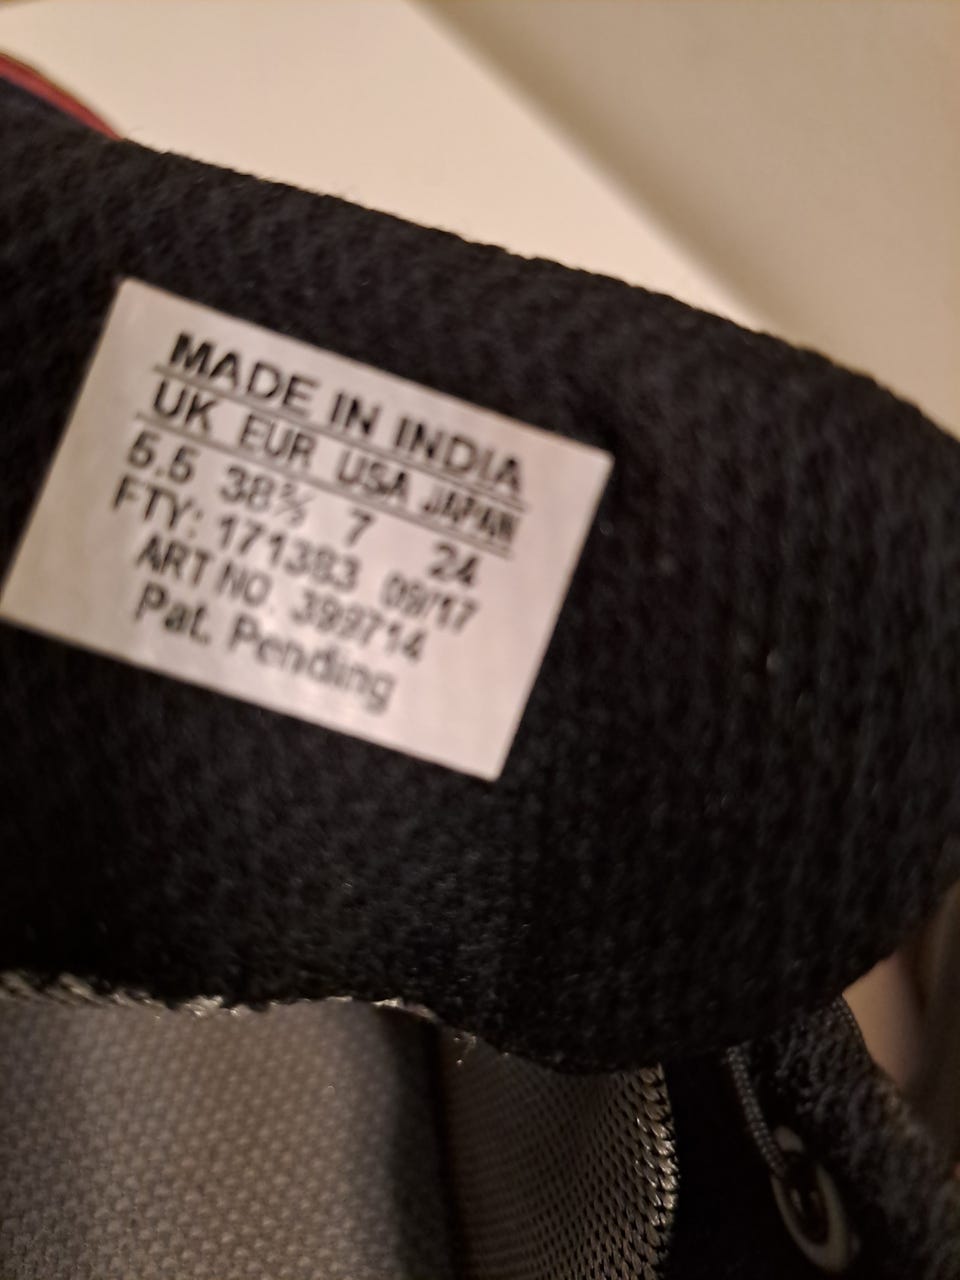 MADE IN INDIA
UK EUR USA JAPAN
5.5 38⅔ 7 24
FTY: 171383 09/17
ART NO. 399714
Pat. Pending